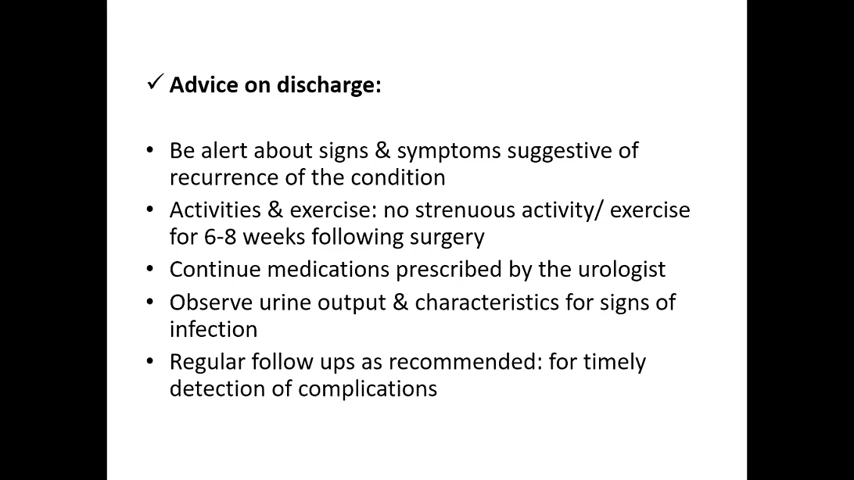 ✓ Advice on discharge:
• Be alert about signs & symptoms suggestive of
recurrence of the condition
• Activities & exercise: no strenuous activity/ exercise
for 6-8 weeks following surgery
• Continue medications prescribed by the urologist
• Observe urine output & characteristics for signs of
infection
• Regular follow ups as recommended: for timely
detection of complications